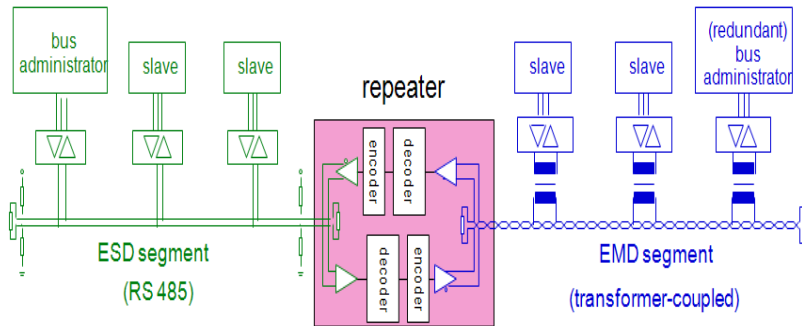 bus
administrator
slave
slave
repeater
slave
slave
(redundant)
bus
administrator
encoder
decoder
decoder
encoder
ESD segment
(RS 485)
EMD segment
(transformer-coupled)